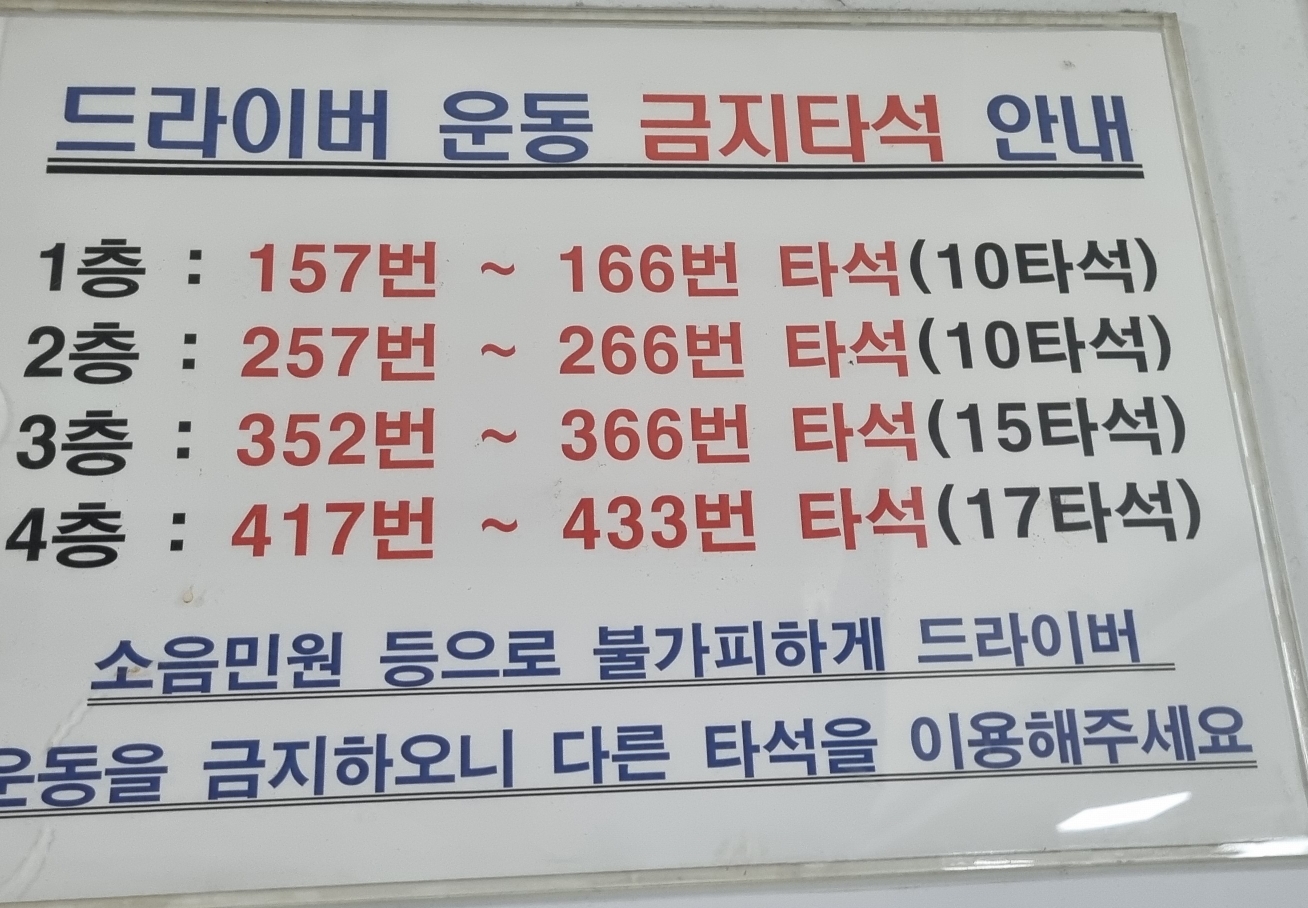 드라이버 운동 금지타석 안내
1층 : 157번 ~ 166번 타석(10타석)
2층 : 257번 ~ 266번 타석(10타석)
3층 : 352번 ~ 366번 타석(15타석)
4층 : 417번 ~ 433번 타석(17타석)
소음민원 등으로 불가피하게 드라이버
운동을 금지하오니 다른 타석을 이용해주세요